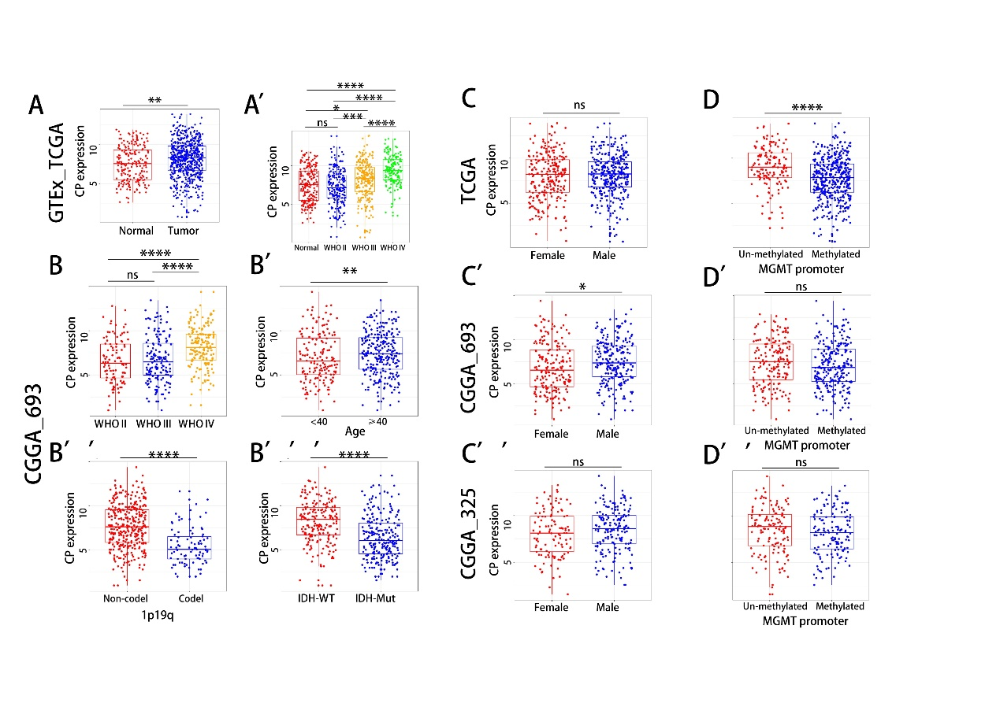 A
GTEx_TCGA
**
CP expression
10
5
Normal
Tumor
A′
****
****
*
***
ns
****
CP expression
10
5
Normal
WHO II
WHO III
WHO IV
CGGA_693
B
****
****
ns
CP expression
10
5
WHO II
WHO III
WHO IV
B′
**
CP expression
10
5
<40
≥40
Age
B′ ′
****
CP expression
10
5
Non-codel
Codel
1p19q
B′ ′ ′
****
CP expression
10
5
IDH-WT
IDH-Mut
C
TCGA
ns
CP expression
10
5
Female
Male
C′
CGGA_693
*
CP expression
10
5
Female
Male
C′ ′
CGGA_325
ns
CP expression
10
5
Female
Male
D
****
Un-methylated
Methylated
MGMT promoter
D′
ns
Un-methylated
Methylated
MGMT promoter
D′ ′
ns
Un-methylated
Methylated
MGMT promoter